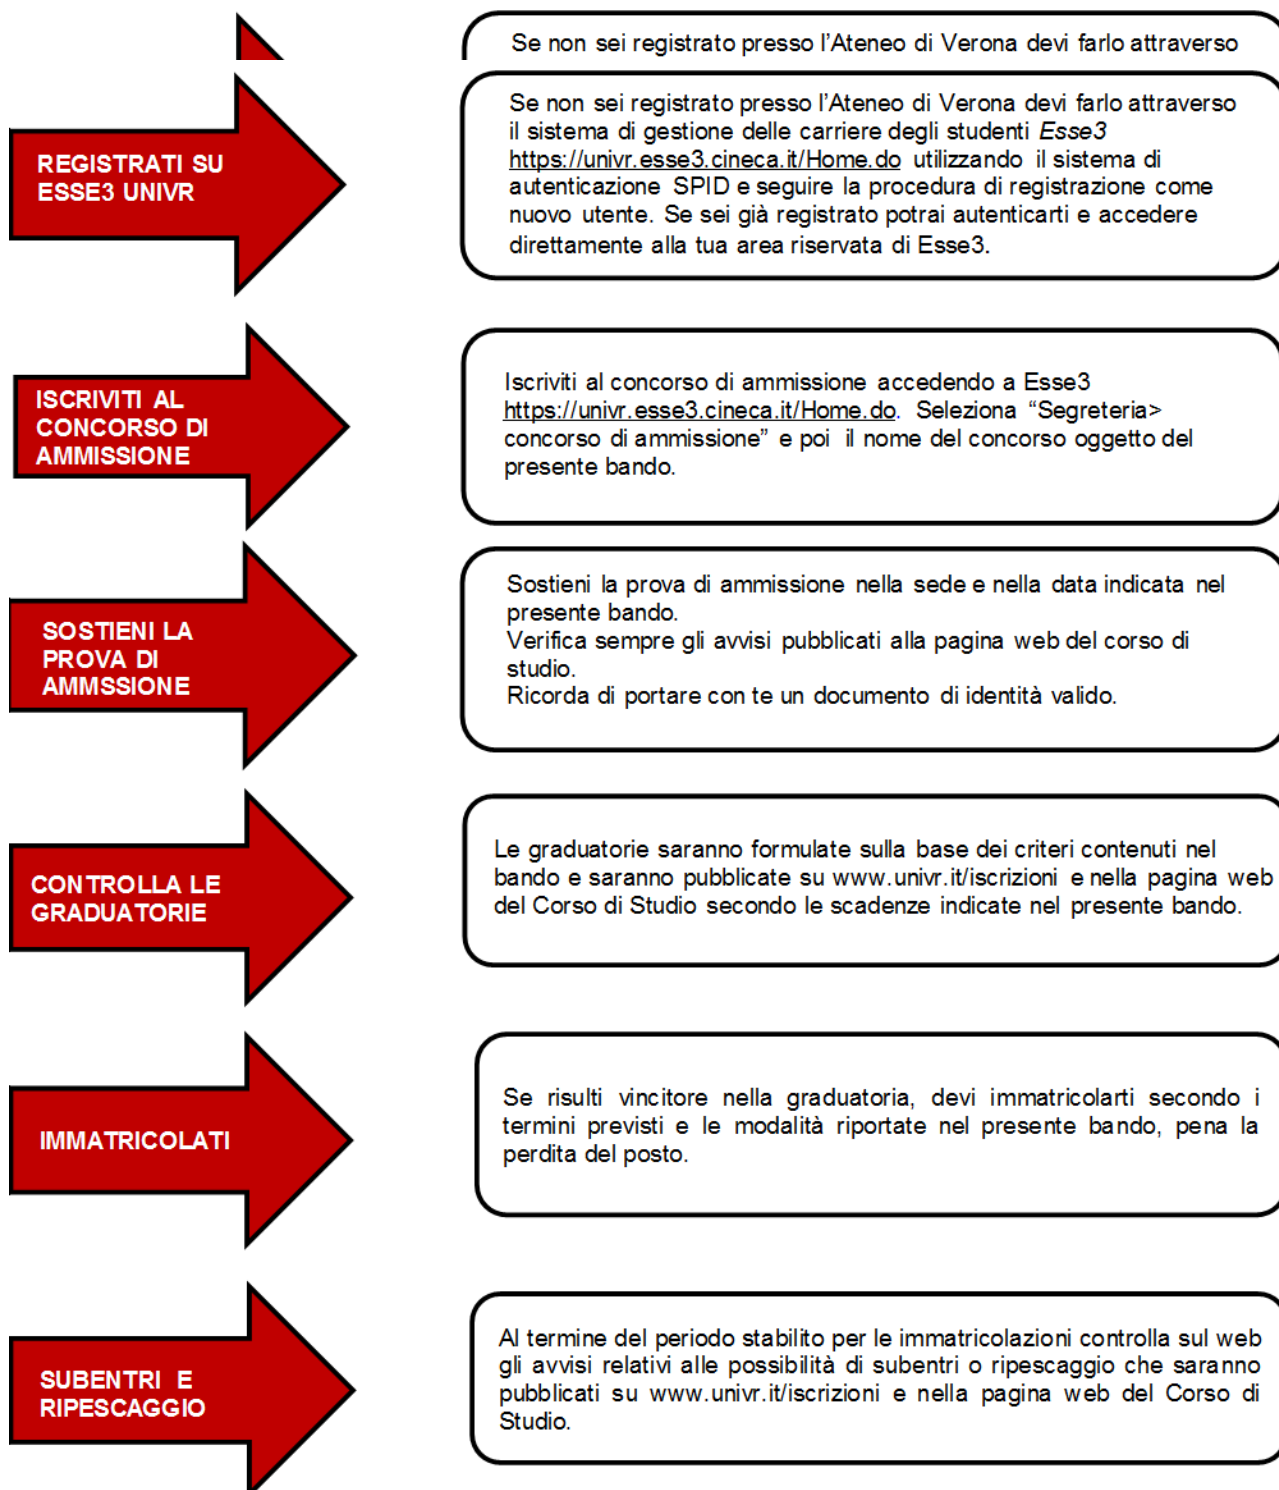 Se non sei registrato presso l'Ateneo di Verona devi farlo attraverso
REGISTRATI SU
ESSE3 UNIVR
Se non sei registrato presso l'Ateneo di Verona devi farlo attraverso
il sistema di gestione delle carriere degli studenti Esse3
https://univr.esse3.cineca.it/Home.do utilizzando il sistema di
autenticazione SPID e seguire la procedura di registrazione come
nuovo utente. Se sei già registrato potrai autenticarti e accedere
direttamente alla tua area riservata di Esse3.
ISCRIVITI AL
CONCORSO DI
AMMISSIONE
Iscriviti al concorso di ammissione accedendo a Esse3
https://univr.esse3.cineca.it/Home.do. Seleziona “Segreteria>
concorso di ammissione” e poi il nome del concorso oggetto del
presente bando.
SOSTIENI LA
PROVA DI
AMMSSIONE
Sostieni la prova di ammissione nella sede e nella data indicata nel
presente bando.
Verifica sempre gli avvisi pubblicati alla pagina web del corso di
studio.
Ricorda di portare con te un documento di identità valido.
CONTROLLA LE
GRADUATORIE
Le graduatorie saranno formulate sulla base dei criteri contenuti nel
bando e saranno pubblicate su www.univr.it/iscrizioni e nella pagina web
del Corso di Studio secondo le scadenze indicate nel presente bando.
IMMATRICOLATI
Se risulti vincitore nella graduatoria, devi immatricolarti secondo i
termini previsti e le modalità riportate nel presente bando, pena la
perdita del posto.
SUBENTRI E
RIPESCAGGIO
Al termine del periodo stabilito per le immatricolazioni controlla sul web
gli avvisi relativi alle possibilità di subentri o ripescaggio che saranno
pubblicati su www.univr.it/iscrizioni e nella pagina web del Corso di
Studio.